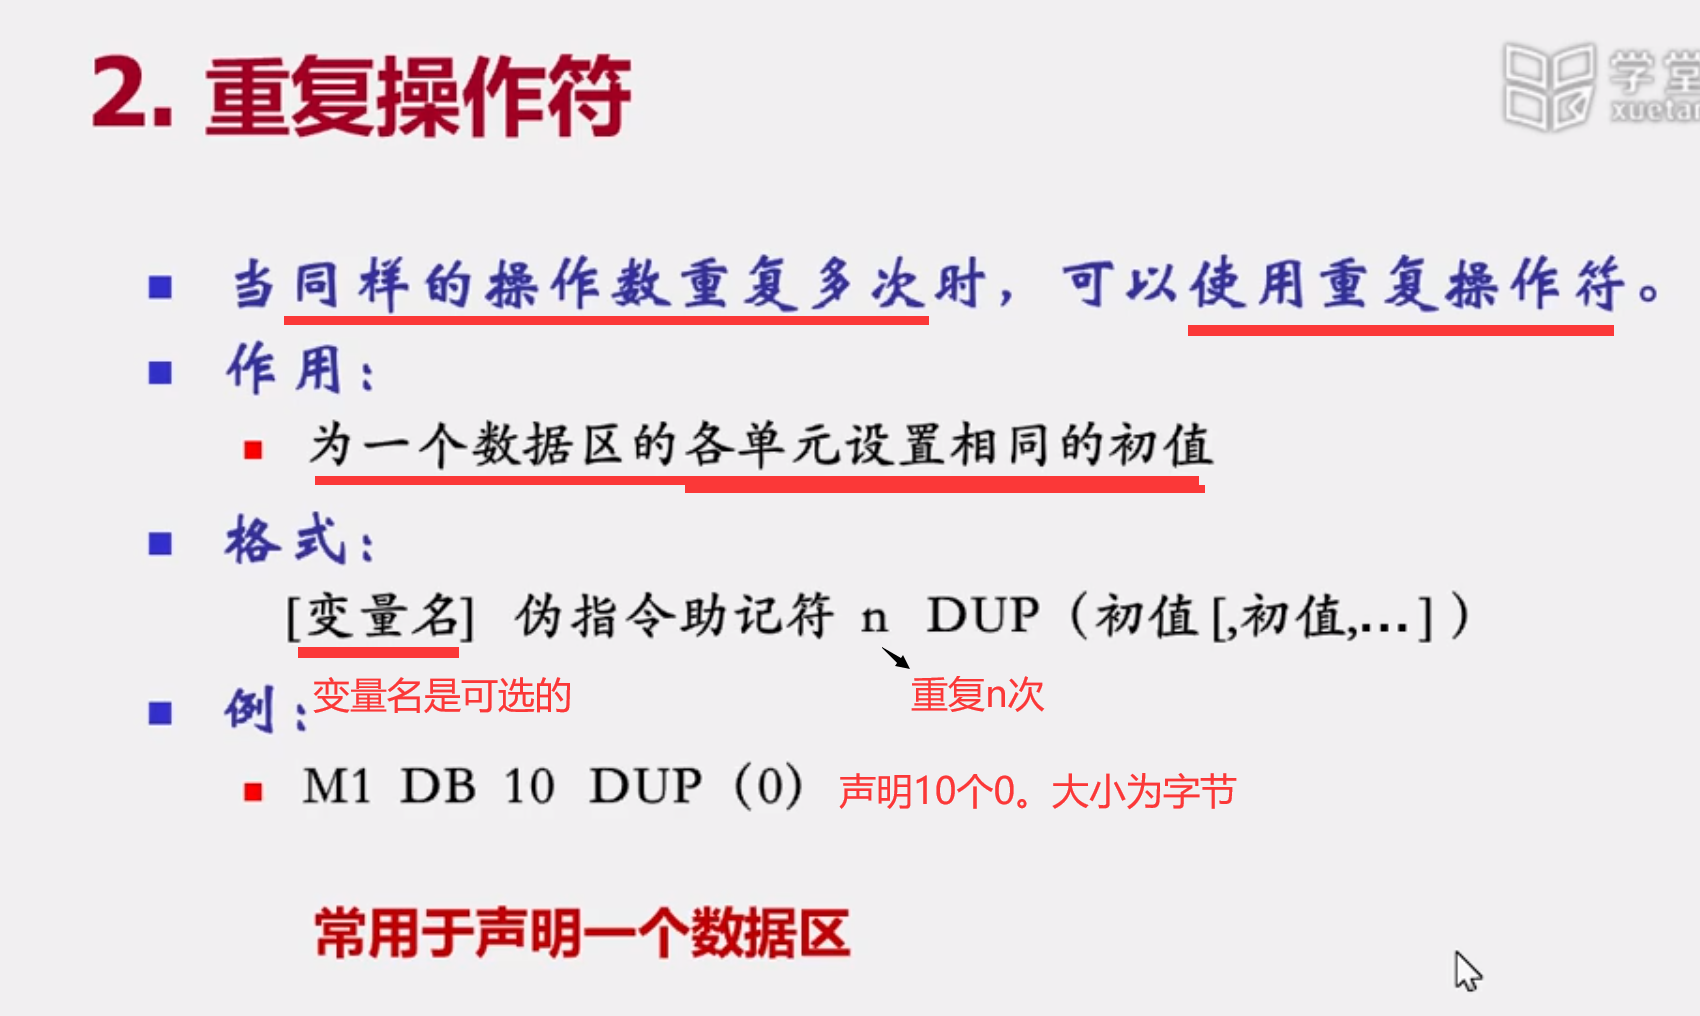 2. 重复操作符
学堂
xuetan
当同样的操作数重复多次时，可以使用重复操作符。
作用：
为一个数据区的各单元设置相同的初值
格式：
[变量名] 伪指令助记符 n DUP（初值[,初值,…]）
变量名是可选的 重复n次
例：
M1 DB 10 DUP（0） 声明10个0。大小为字节
常用于声明一个数据区